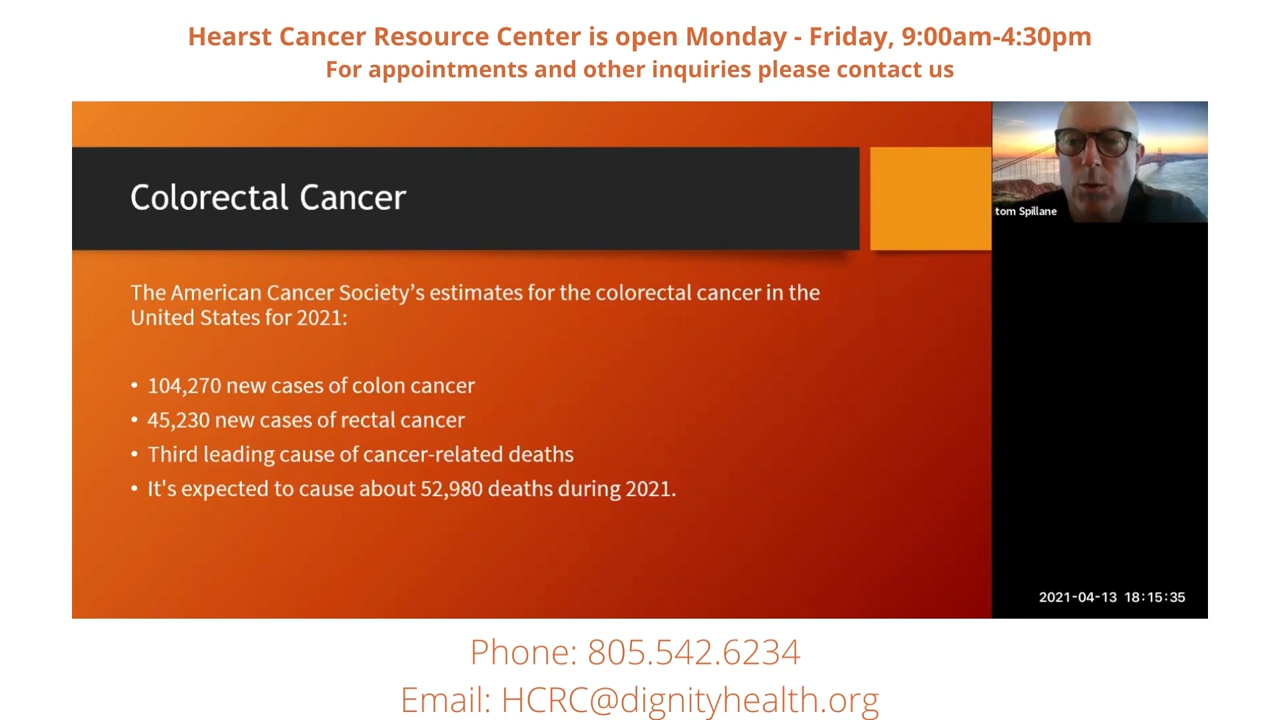 Hearst Cancer Resource Center is open Monday - Friday, 9:00am-4:30pm
For appointments and other inquiries please contact us
Colorectal Cancer
tom Spillane
The American Cancer Society’s estimates for the colorectal cancer in the
United States for 2021:
• 104,270 new cases of colon cancer
• 45,230 new cases of rectal cancer
• Third leading cause of cancer-related deaths
• It's expected to cause about 52,980 deaths during 2021.
2021-04-13 18:15:35
Phone: 805.542.6234
Email: HCRC@dignityhealth.org